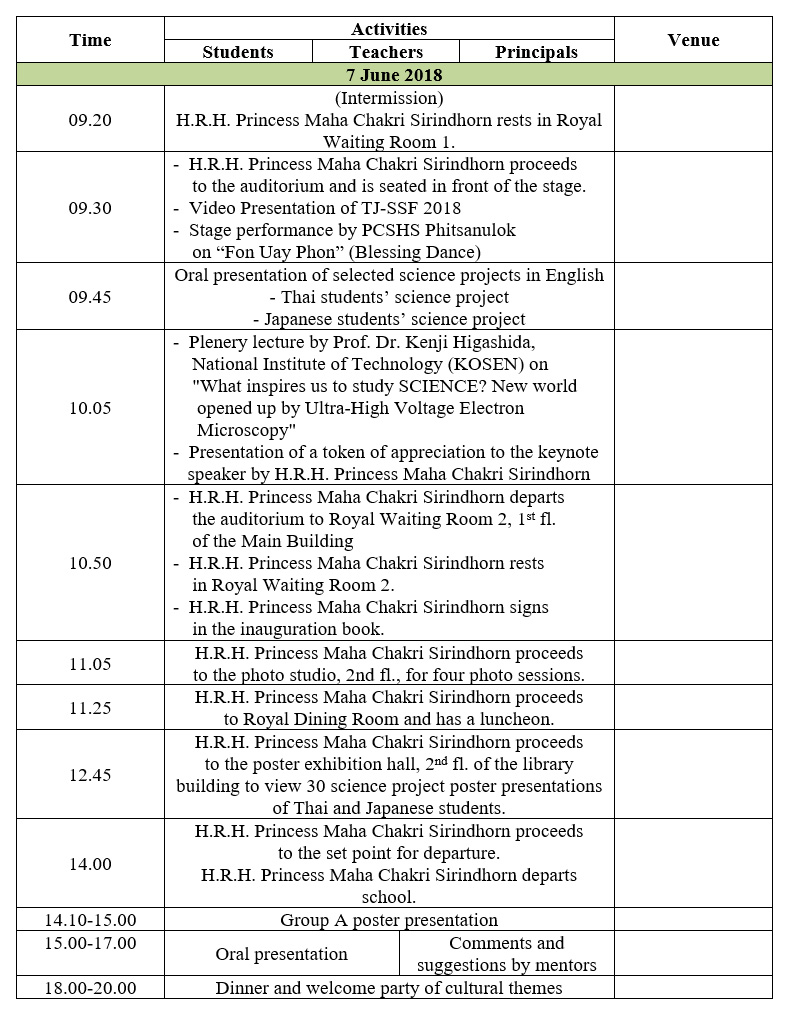 Time
Activities
Venue
Students
Teachers
Principals
7 June 2018
09.20
(Intermission)
H.R.H. Princess Maha Chakri Sirindhorn rests in Royal
Waiting Room 1.
09.30
- H.R.H. Princess Maha Chakri Sirindhorn proceeds
to the auditorium and is seated in front of the stage.
- Video Presentation of TJ-SSF 2018
- Stage performance by PCSHS Phitsanulok
on “Fon Uay Phon” (Blessing Dance)
09.45
Oral presentation of selected science projects in English
- Thai students’ science project
- Japanese students’ science project
10.05
- Plenery lecture by Prof. Dr. Kenji Higashida,
National Institute of Technology (KOSEN) on
"What inspires us to study SCIENCE? New world
opened up by Ultra-High Voltage Electron
Microscopy"
- Presentation of a token of appreciation to the keynote
speaker by H.R.H. Princess Maha Chakri Sirindhorn
10.50
- H.R.H. Princess Maha Chakri Sirindhorn departs
the auditorium to Royal Waiting Room 2, 1st fl.
of the Main Building
- H.R.H. Princess Maha Chakri Sirindhorn rests
in Royal Waiting Room 2.
- H.R.H. Princess Maha Chakri Sirindhorn signs
in the inauguration book.
11.05
H.R.H. Princess Maha Chakri Sirindhorn proceeds
to the photo studio, 2nd fl., for four photo sessions.
11.25
H.R.H. Princess Maha Chakri Sirindhorn proceeds
to Royal Dining Room and has a luncheon.
12.45
H.R.H. Princess Maha Chakri Sirindhorn proceeds
to the poster exhibition hall, 2nd fl. of the library
building to view 30 science project poster presentations
of Thai and Japanese students.
14.00
H.R.H. Princess Maha Chakri Sirindhorn proceeds
to the set point for departure.
H.R.H. Princess Maha Chakri Sirindhorn departs
school.
14.10-15.00
Group A poster presentation
15.00-17.00
Oral presentation
Comments and
suggestions by mentors
18.00-20.00
Dinner and welcome party of cultural themes